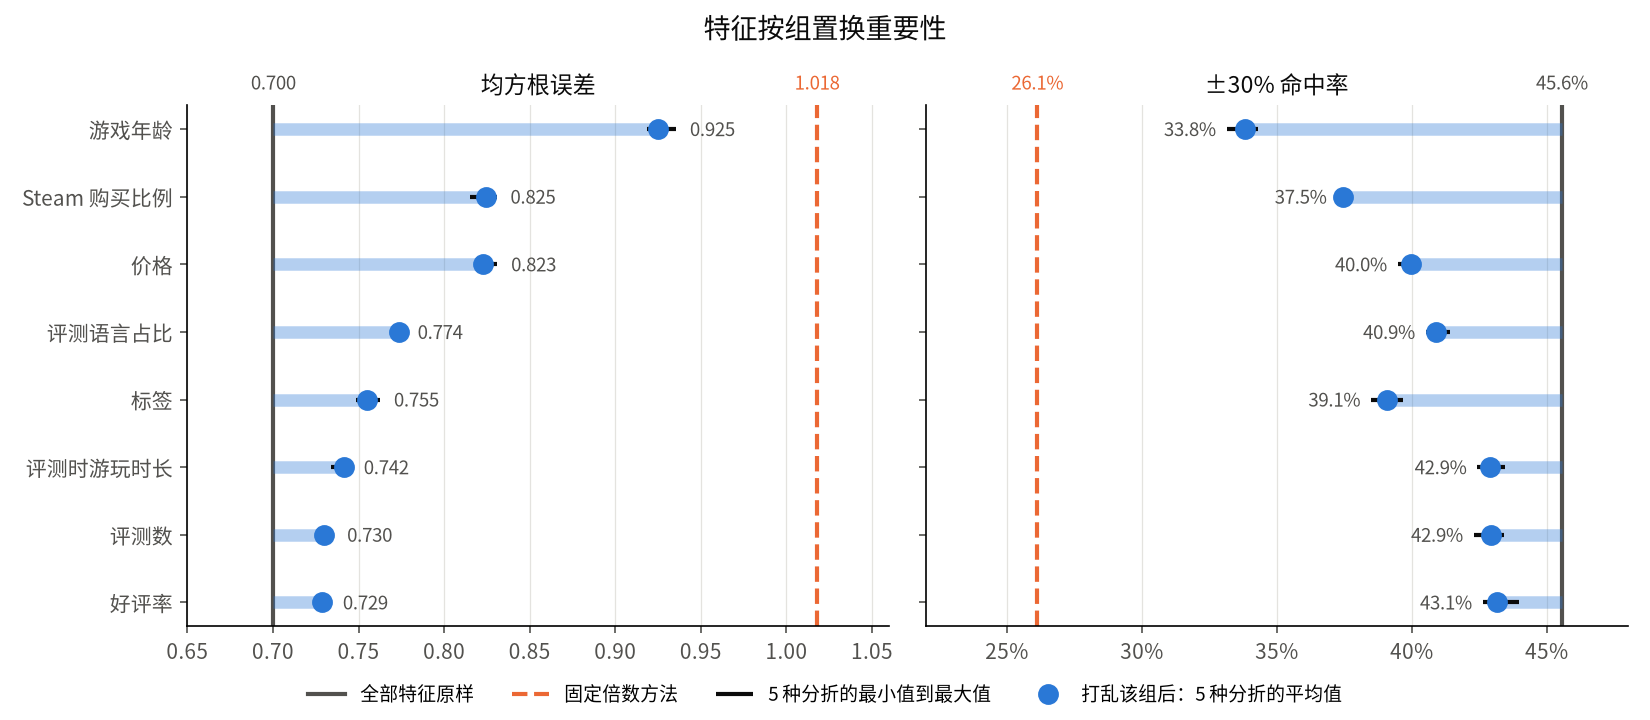 特征按组置换重要性
0.700 均方根误差 1.018
26.1% ±30% 命中率 45.6%
游戏年龄 0.925 33.8%
Steam 购买比例 0.825 37.5%
价格 0.823 40.0%
评测语言占比 0.774 40.9%
标签 0.755 39.1%
评测时游玩时长 0.742 42.9%
评测数 0.730 42.9%
好评率 0.729 43.1%
0.65 0.70 0.75 0.80 0.85 0.90 0.95 1.00 1.05
25% 30% 35% 40% 45%
全部特征原样 固定倍数方法 5 种分折的最小值到最大值 打乱该组后：5 种分折的平均值